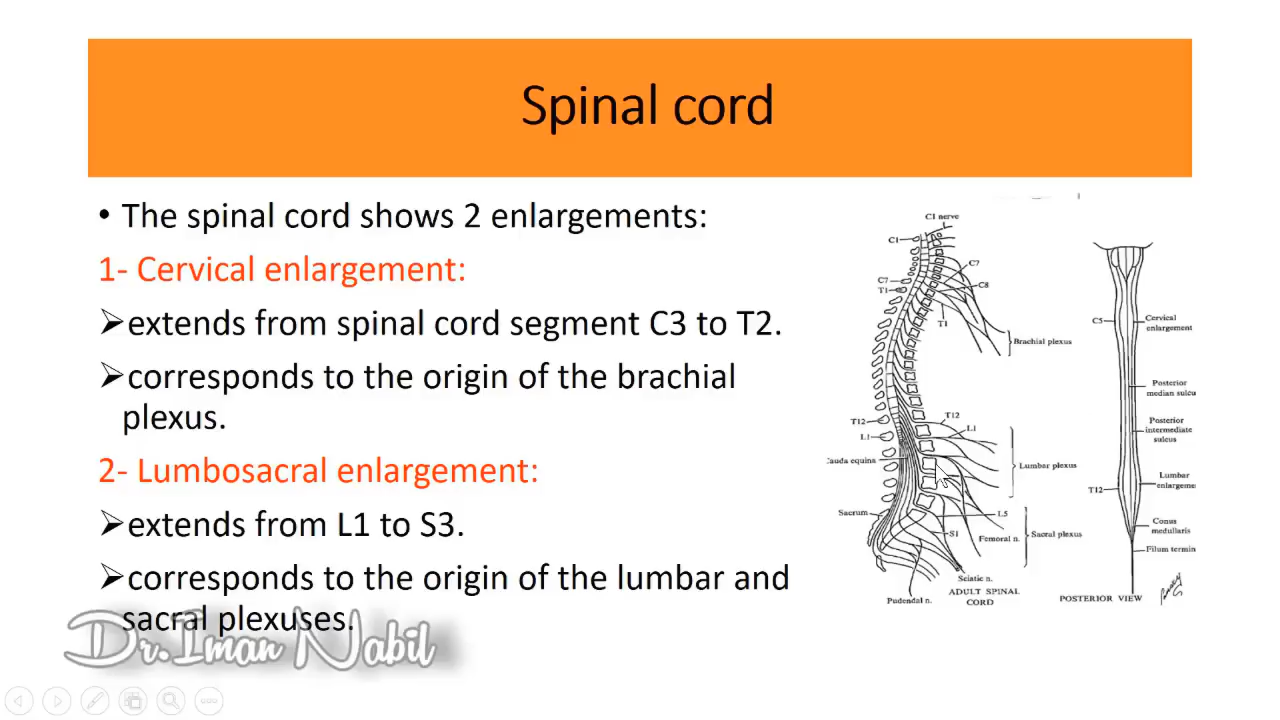 Spinal cord
• The spinal cord shows 2 enlargements:
1- Cervical enlargement:
➢extends from spinal cord segment C3 to T2.
➢corresponds to the origin of the brachial
plexus.
2- Lumbosacral enlargement:
➢extends from L1 to S3.
➢corresponds to the origin of the lumbar and
sacral plexuses.
Dr.Iman Nabil
C1 nerve
C1
C7
C7
T1
C8
T1
Brachial plexus
T12
T12
L1
L1
Cauda equina
Lumbar plexus
Sacrum
L5
S1
Femoral n.
Sacral plexus
Sciatic n.
Pudendal n.
ADULT SPINAL
CORD
C5
Cervical
enlargement
Posterior
median sulcu
Posterior
intermediate
sulcus
Lumbar
enlargeme
T12
Conus
medullaris
Filum termin
POSTERIOR VIEW